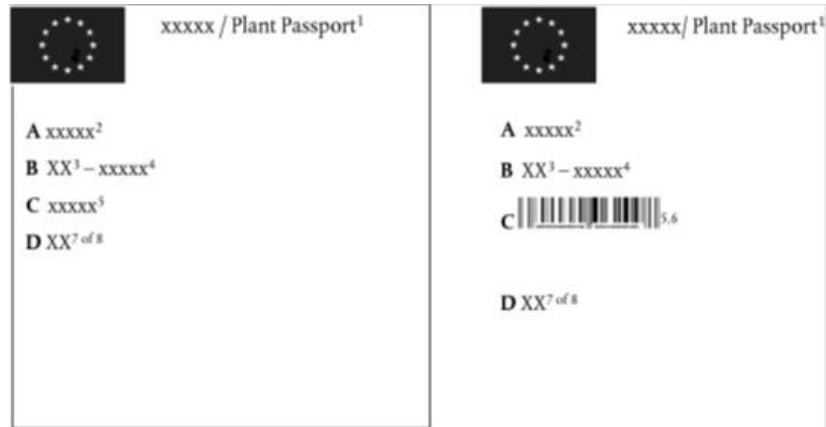 xxxxx / Plant Passport¹
A xxxxx²
B XX³ – xxxxx⁴
C xxxxx⁵
D XX⁷ ᵒᶠ ⁸
xxxxx/ Plant Passport¹
A xxxxx²
B XX³ – xxxxx⁴
C 5,6
D XX⁷ ᵒᶠ ⁸